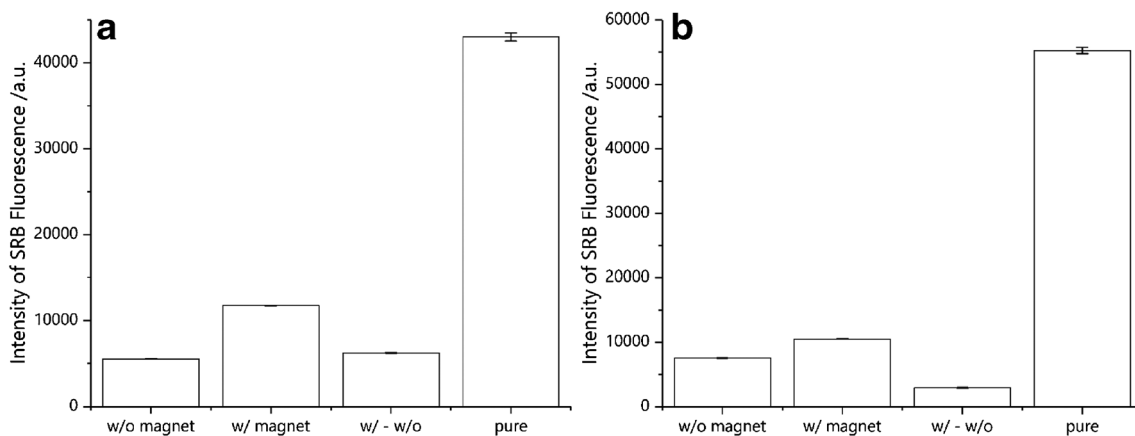 a
Intensity of SRB Fluorescence /a.u.
40000
30000
20000
10000
0
w/o magnet w/ magnet w/ - w/o pure
b
Intensity of SRB Fluorescence /a.u.
60000
50000
40000
30000
20000
10000
0
w/o magnet w/ magnet w/ - w/o pure